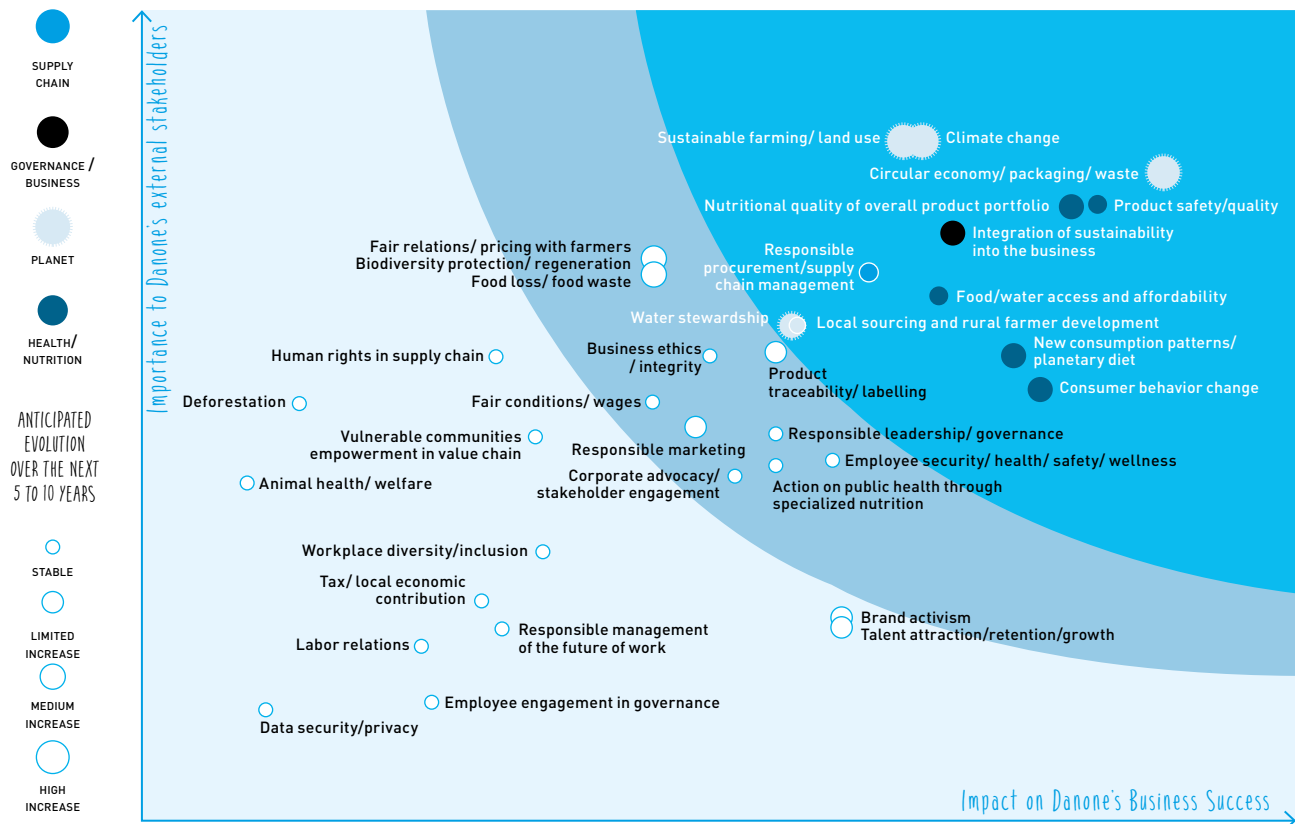 SUPPLY
CHAIN
GOVERNANCE /
BUSINESS
PLANET
HEALTH/
NUTRITION
ANTICIPATED
EVOLUTION
OVER THE NEXT
5 TO 10 YEARS
STABLE
LIMITED
INCREASE
MEDIUM
INCREASE
HIGH
INCREASE
Importance to Danone's external stakeholders
Sustainable farming/ land use
Climate change
Circular economy/ packaging/ waste
Nutritional quality of overall product portfolio
Product safety/quality
Integration of sustainability
into the business
Fair relations/ pricing with farmers
Biodiversity protection/ regeneration
Food loss/ food waste
Responsible
procurement/supply
chain management
Food/water access and affordability
Water stewardship
Local sourcing and rural farmer development
Human rights in supply chain
Business ethics
/ integrity
New consumption patterns/
planetary diet
Product
traceability/ labelling
Consumer behavior change
Deforestation
Fair conditions/ wages
Vulnerable communities
empowerment in value chain
Responsible marketing
Responsible leadership/ governance
Employee security/ health/ safety/ wellness
Animal health/ welfare
Corporate advocacy/
stakeholder engagement
Action on public health through
specialized nutrition
Workplace diversity/inclusion
Tax/ local economic
contribution
Brand activism
Talent attraction/retention/growth
Labor relations
Responsible management
of the future of work
Employee engagement in governance
Data security/privacy
Impact on Danone's Business Success